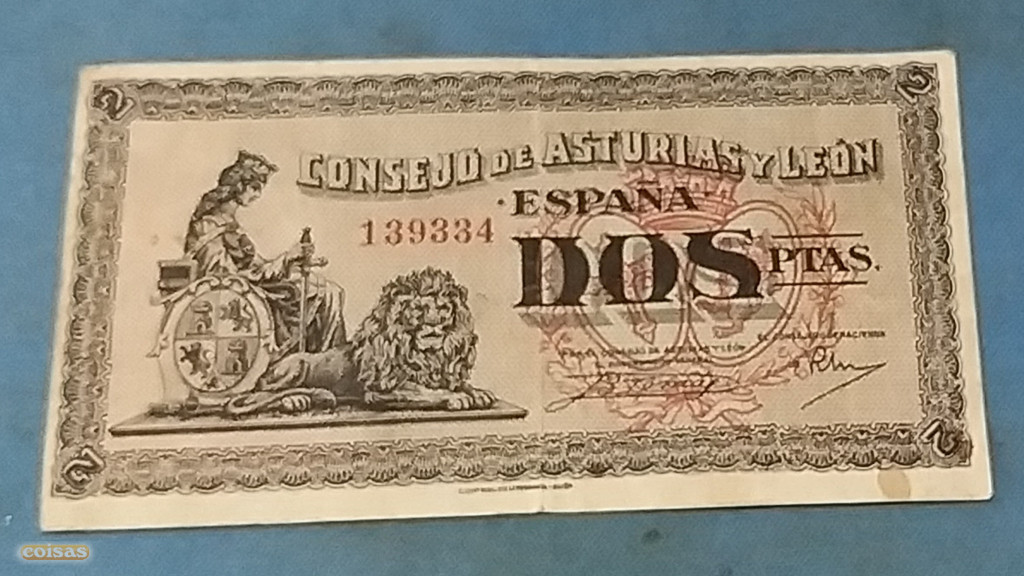 2
2
CONSEJO DE ASTURIAS Y LEÓN
ESPAÑA
139334
DOS PTAS.
2
2
coisas